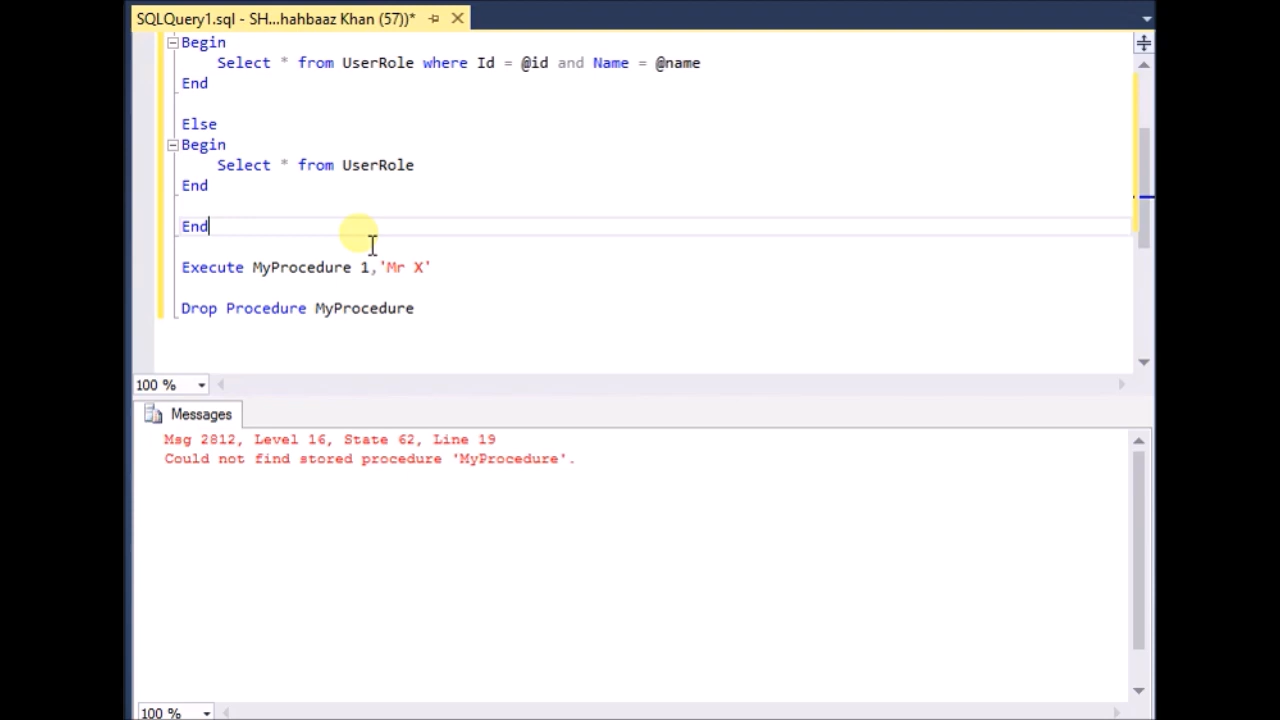 SQLQuery1.sql - SH...hahbaaz Khan (57))*
Begin
Select * from UserRole where Id = @id and Name = @name
End
Else
Begin
Select * from UserRole
End
End
Execute MyProcedure 1,'Mr X'
Drop Procedure MyProcedure
100 %
Messages
Msg 2812, Level 16, State 62, Line 19
Could not find stored procedure 'MyProcedure'.
100 %